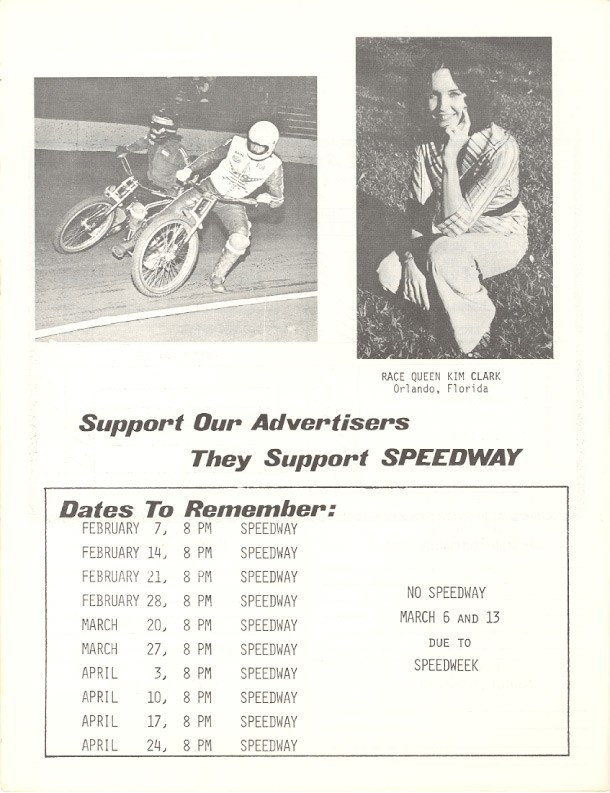 RACE QUEEN KIM CLARK
Orlando, Florida
Support Our Advertisers
They Support SPEEDWAY
Dates To Remember:
FEBRUARY 7, 8 PM SPEEDWAY
FEBRUARY 14, 8 PM SPEEDWAY
FEBRUARY 21, 8 PM SPEEDWAY
FEBRUARY 28, 8 PM SPEEDWAY
MARCH 20, 8 PM SPEEDWAY
MARCH 27, 8 PM SPEEDWAY
APRIL 3, 8 PM SPEEDWAY
APRIL 10, 8 PM SPEEDWAY
APRIL 17, 8 PM SPEEDWAY
APRIL 24, 8 PM SPEEDWAY
NO SPEEDWAY
MARCH 6 AND 13
DUE TO
SPEEDWEEK